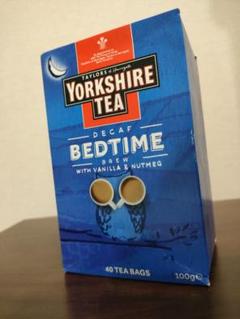 TAYLORS of Harrogate
YORKSHIRE
TEA
DECAF
BEDTIME
BREW
WITH VANILLA & NUTMEG
40 TEA BAGS
100g℮